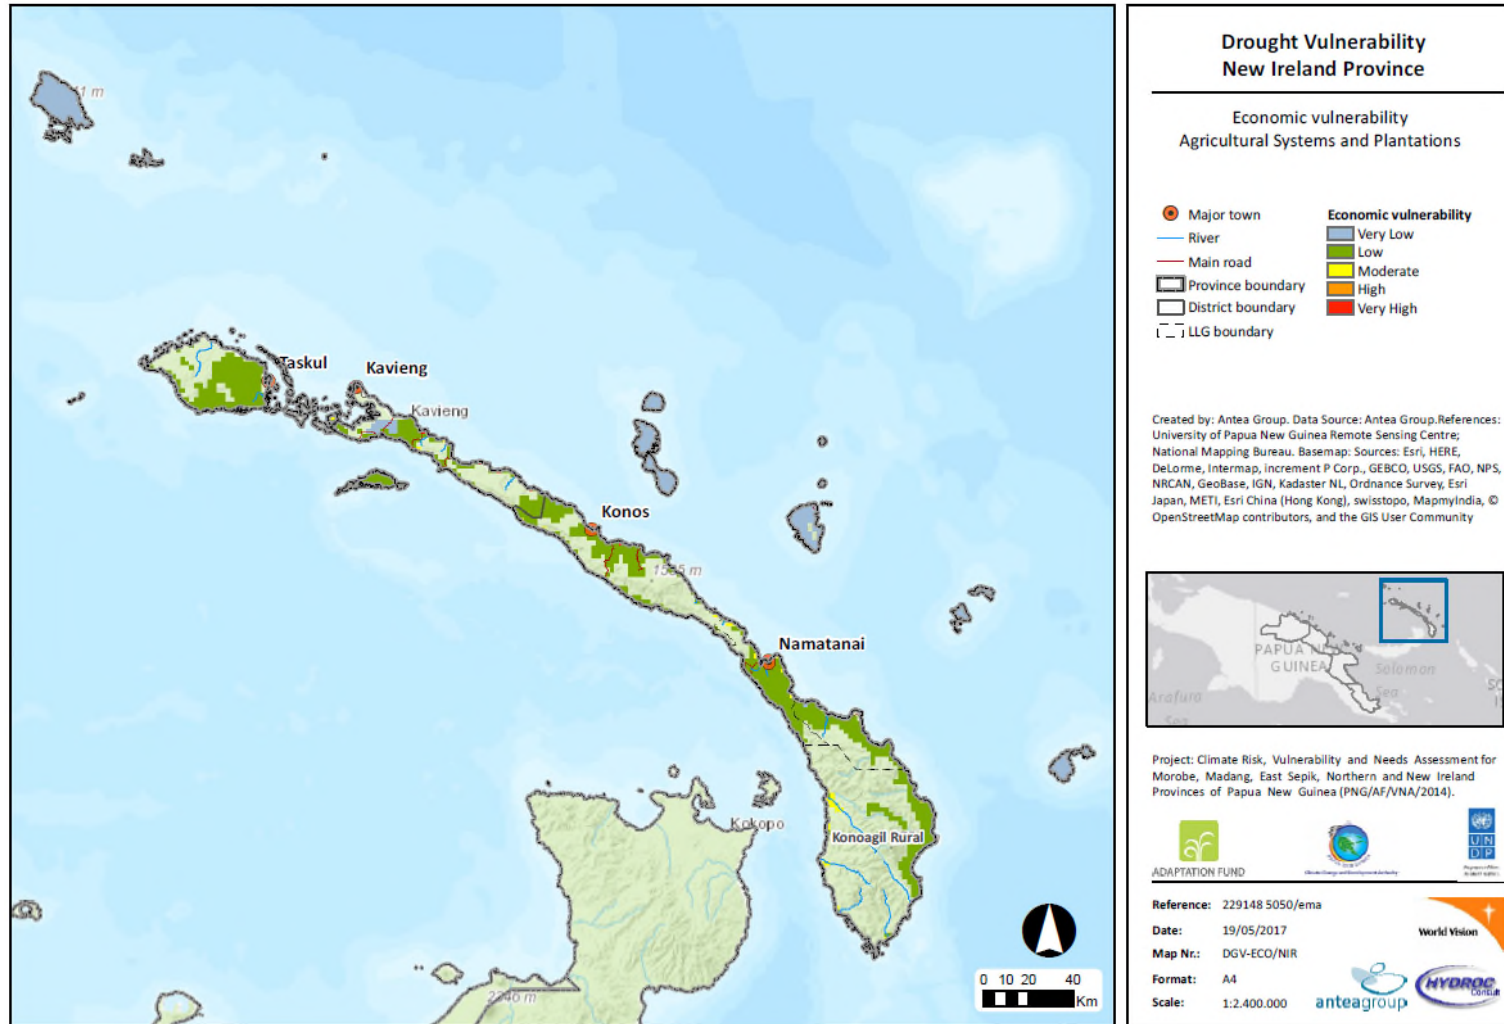 41 m
Taskul
Kavieng
Kavieng
Konos
1535 m
Namatanai
Kokopo
Konoagil Rural
2246 m
0 10 20 40
Km
Drought Vulnerability
New Ireland Province
Economic vulnerability
Agricultural Systems and Plantations
Major town
River
Main road
Province boundary
District boundary
LLG boundary
Economic vulnerability
Very Low
Low
Moderate
High
Very High
Created by: Antea Group. Data Source: Antea Group.References:
University of Papua New Guinea Remote Sensing Centre;
National Mapping Bureau. Basemap: Sources: Esri, HERE,
DeLorme, Intermap, increment P Corp., GEBCO, USGS, FAO, NPS,
NRCAN, GeoBase, IGN, Kadaster NL, Ordnance Survey, Esri
Japan, METI, Esri China (Hong Kong), swisstopo, MapmyIndia, ©
OpenStreetMap contributors, and the GIS User Community
PAPUA NEW
GUINEA
Solomon
Sea
Arafura
Sea
Project: Climate Risk, Vulnerability and Needs Assessment for
Morobe, Madang, East Sepik, Northern and New Ireland
Provinces of Papua New Guinea (PNG/AF/VNA/2014).
ADAPTATION FUND
UN
DP
Reference: 229148 5050/ema
Date: 19/05/2017
Map Nr.: DGV-ECO/NIR
Format: A4
Scale: 1:2.400.000
World Vision
anteagroup
HYDROC
Consult